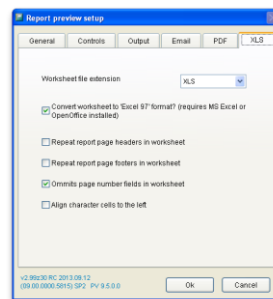 Report preview setup
General Controls Output Email PDF XLS
Worksheet file extension XLS
Convert worksheet to 'Excel 97' format? (requires MS Excel or
OpenOffice installed)
Repeat report page headers in worksheet
Repeat report page footers in worksheet
Ommits page number fields in worksheet
Align character cells to the left
v2.99z30 RC 2013.09.12
(09.00.0000.5815) SP2 PV 9.5.0.0
Ok Cancel